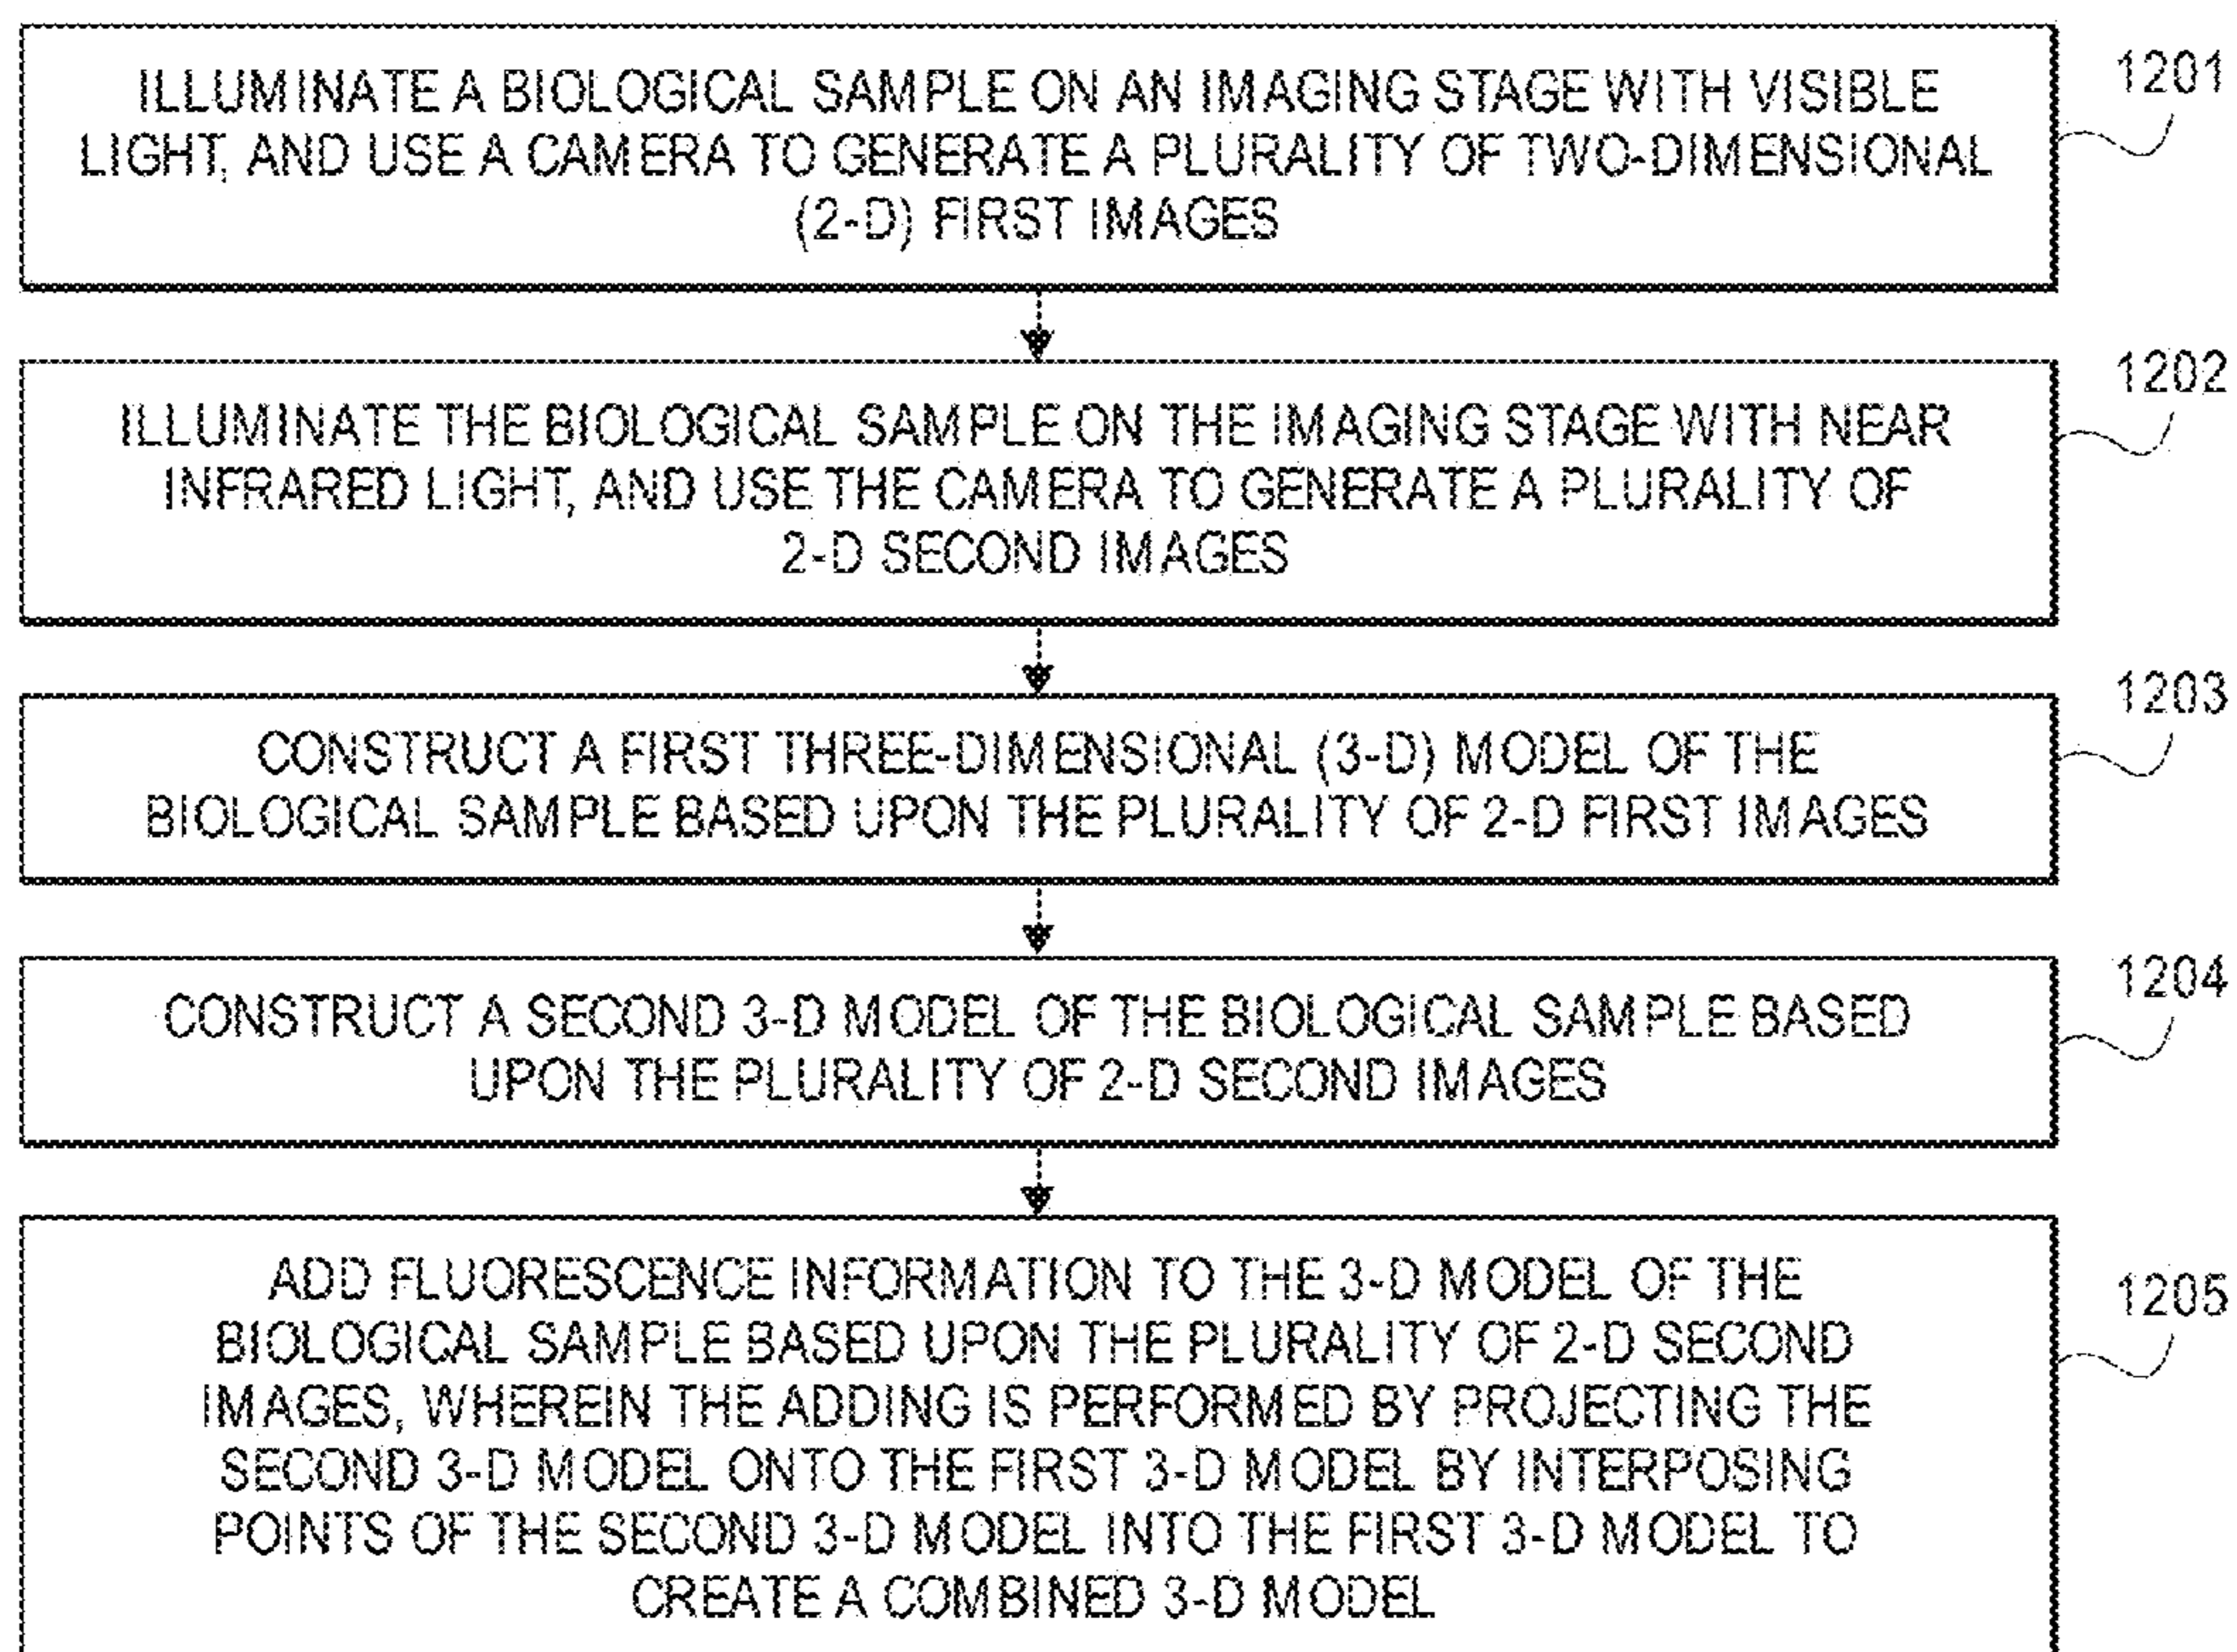 ILLUMINATE A BIOLOGICAL SAMPLE ON AN IMAGING STAGE WITH VISIBLE
LIGHT, AND USE A CAMERA TO GENERATE A PLURALITY OF TWO-DIMENSIONAL
(2-D) FIRST IMAGES
1201
ILLUMINATE THE BIOLOGICAL SAMPLE ON THE IMAGING STAGE WITH NEAR
INFRARED LIGHT, AND USE THE CAMERA TO GENERATE A PLURALITY OF
2-D SECOND IMAGES
1202
CONSTRUCT A FIRST THREE-DIMENSIONAL (3-D) MODEL OF THE
BIOLOGICAL SAMPLE BASED UPON THE PLURALITY OF 2-D FIRST IMAGES
1203
CONSTRUCT A SECOND 3-D MODEL OF THE BIOLOGICAL SAMPLE BASED
UPON THE PLURALITY OF 2-D SECOND IMAGES
1204
ADD FLUORESCENCE INFORMATION TO THE 3-D MODEL OF THE
BIOLOGICAL SAMPLE BASED UPON THE PLURALITY OF 2-D SECOND
IMAGES, WHEREIN THE ADDING IS PERFORMED BY PROJECTING THE
SECOND 3-D MODEL ONTO THE FIRST 3-D MODEL BY INTERPOSING
POINTS OF THE SECOND 3-D MODEL INTO THE FIRST 3-D MODEL TO
CREATE A COMBINED 3-D MODEL
1205